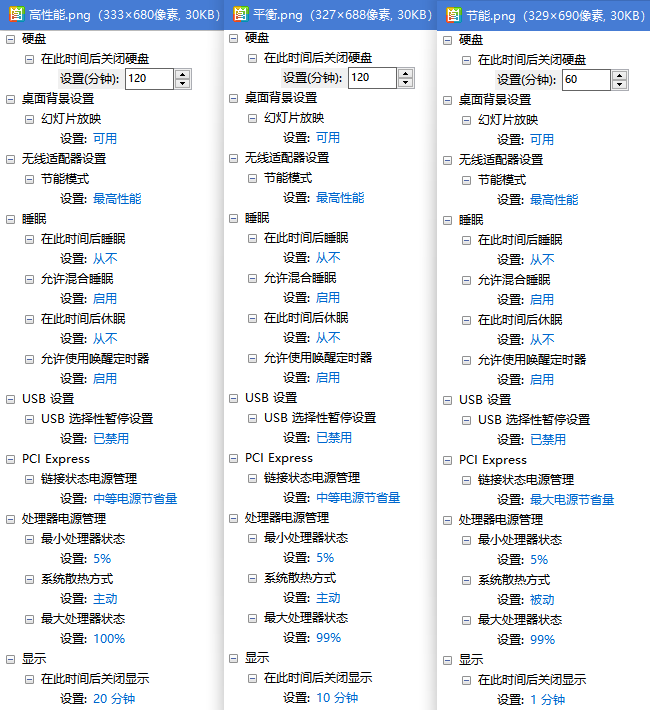 高性能.png（333×680像素, 30KB）
硬盘
在此时间后关闭硬盘
设置(分钟): 120
桌面背景设置
幻灯片放映
设置: 可用
无线适配器设置
节能模式
设置: 最高性能
睡眠
在此时间后睡眠
设置: 从不
允许混合睡眠
设置: 启用
在此时间后休眠
设置: 从不
允许使用唤醒定时器
设置: 启用
USB 设置
USB 选择性暂停设置
设置: 已禁用
PCI Express
链接状态电源管理
设置: 中等电源节省量
处理器电源管理
最小处理器状态
设置: 5%
系统散热方式
设置: 主动
最大处理器状态
设置: 100%
显示
在此时间后关闭显示
设置: 20 分钟
平衡.png（327×688像素, 30KB）
硬盘
在此时间后关闭硬盘
设置(分钟): 120
桌面背景设置
幻灯片放映
设置: 可用
无线适配器设置
节能模式
设置: 最高性能
睡眠
在此时间后睡眠
设置: 从不
允许混合睡眠
设置: 启用
在此时间后休眠
设置: 从不
允许使用唤醒定时器
设置: 启用
USB 设置
USB 选择性暂停设置
设置: 已禁用
PCI Express
链接状态电源管理
设置: 中等电源节省量
处理器电源管理
最小处理器状态
设置: 5%
系统散热方式
设置: 主动
最大处理器状态
设置: 99%
显示
在此时间后关闭显示
设置: 10 分钟
节能.png（329×690像素, 30KB）
硬盘
在此时间后关闭硬盘
设置(分钟): 60
桌面背景设置
幻灯片放映
设置: 可用
无线适配器设置
节能模式
设置: 最高性能
睡眠
在此时间后睡眠
设置: 从不
允许混合睡眠
设置: 启用
在此时间后休眠
设置: 从不
允许使用唤醒定时器
设置: 启用
USB 设置
USB 选择性暂停设置
设置: 已禁用
PCI Express
链接状态电源管理
设置: 最大电源节省量
处理器电源管理
最小处理器状态
设置: 5%
系统散热方式
设置: 被动
最大处理器状态
设置: 99%
显示
在此时间后关闭显示
设置: 1 分钟